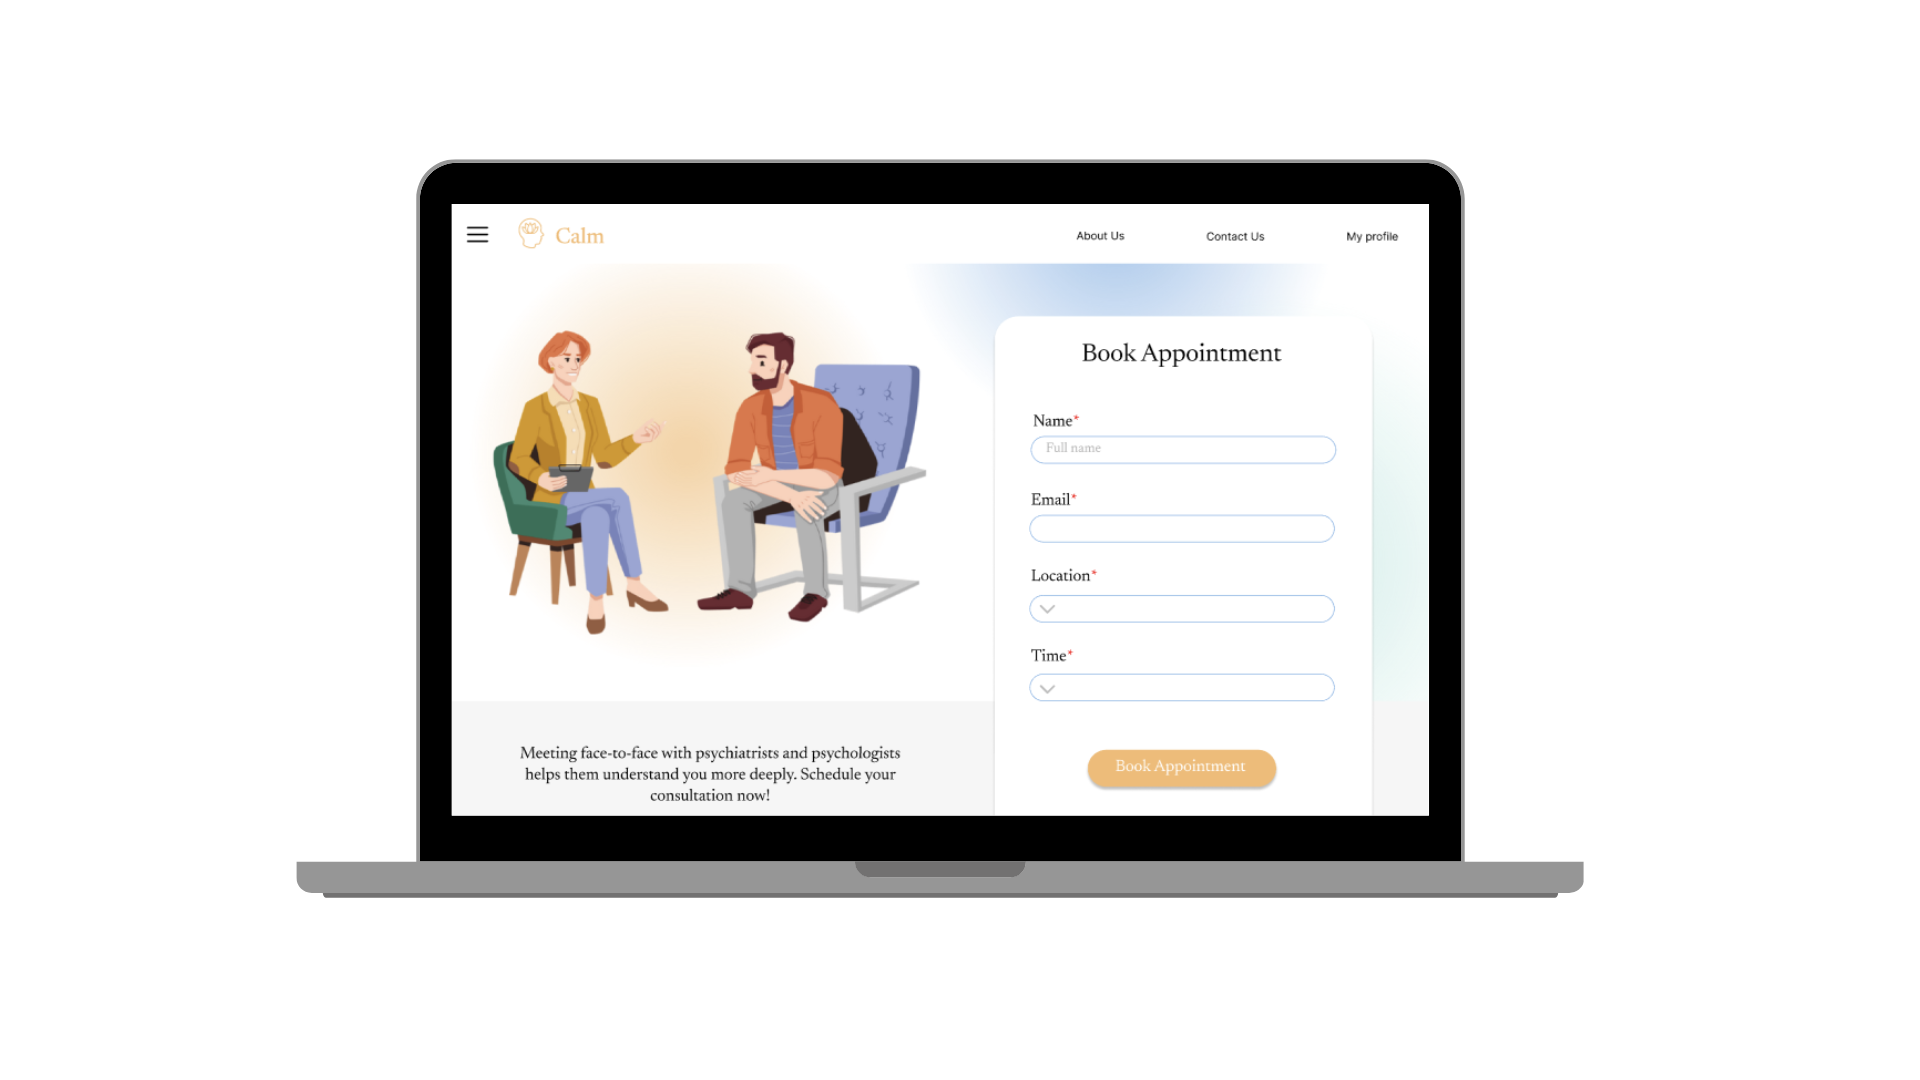 Calm
About Us
Contact Us
My profile
Book Appointment
Name*
Full name
Email*
Location*
Time*
Book Appointment
Meeting face-to-face with psychiatrists and psychologists
helps them understand you more deeply. Schedule your
consultation now!